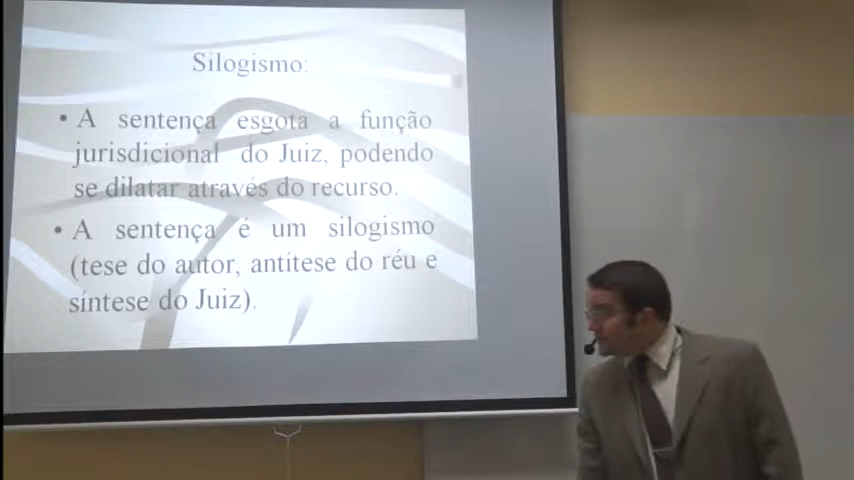 Silogismo:
• A sentença esgota a função
jurisdicional do Juiz, podendo
se dilatar através do recurso.
• A sentença é um silogismo
(tese do autor, antítese do réu e
síntese do Juiz).